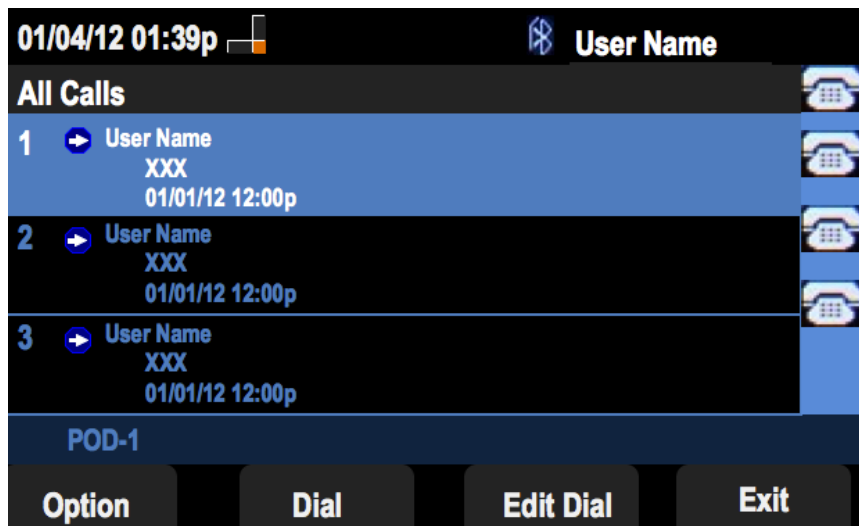 01/04/12 01:39p User Name
All Calls
1 User Name
XXX
01/01/12 12:00p
2 User Name
XXX
01/01/12 12:00p
3 User Name
XXX
01/01/12 12:00p
POD-1
Option Dial Edit Dial Exit